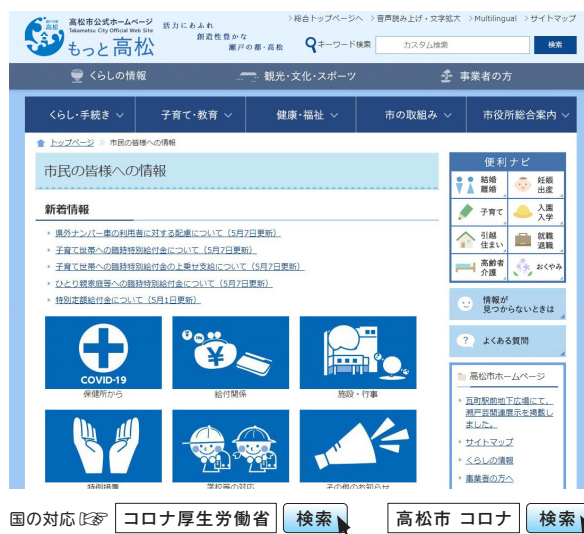 >総合トップページへ >音声読み上げ・文字拡大 >Multilingual >サイトマップ
高松市公式ホームページ
Takamatsu City Official Web Site
もっと高松
活力にあふれ
創造性豊かな
瀬戸の都・高松
キーワード検索 カスタム検索 検索
くらしの情報 観光・文化・スポーツ 事業者の方
くらし・手続き 子育て・教育 健康・福祉 市の取組み 市役所総合案内
トップページ > 市民の皆様への情報
市民の皆様への情報
新着情報
県外ナンバー車の利用者に対する配慮について(5月7日更新)
子育て世帯への臨時特別給付金について(5月7日更新)
子育て世帯への臨時特別給付金の上乗せ支給について(5月7日更新)
ひとり親家庭等への臨時特別給付金について(5月7日更新)
特別定額給付金について(5月1日更新)
COVID-19
保健所から
給付関係
施設・行事
特例措置
学校等の対応
その他のお知らせ
便利ナビ
結婚
離婚
妊娠
出産
子育て
入園
入学
引越
住まい
就職
退職
高齢者
介護
おくやみ
情報が
見つからないときは
よくある質問
高松市ホームページ
瓦町駅前地下広場にて、
瀬戸芸関連展示を掲載し
ました。
サイトマップ
くらしの情報
事業者の方へ
国の対応☞ コロナ厚生労働省 検索
高松市 コロナ 検索